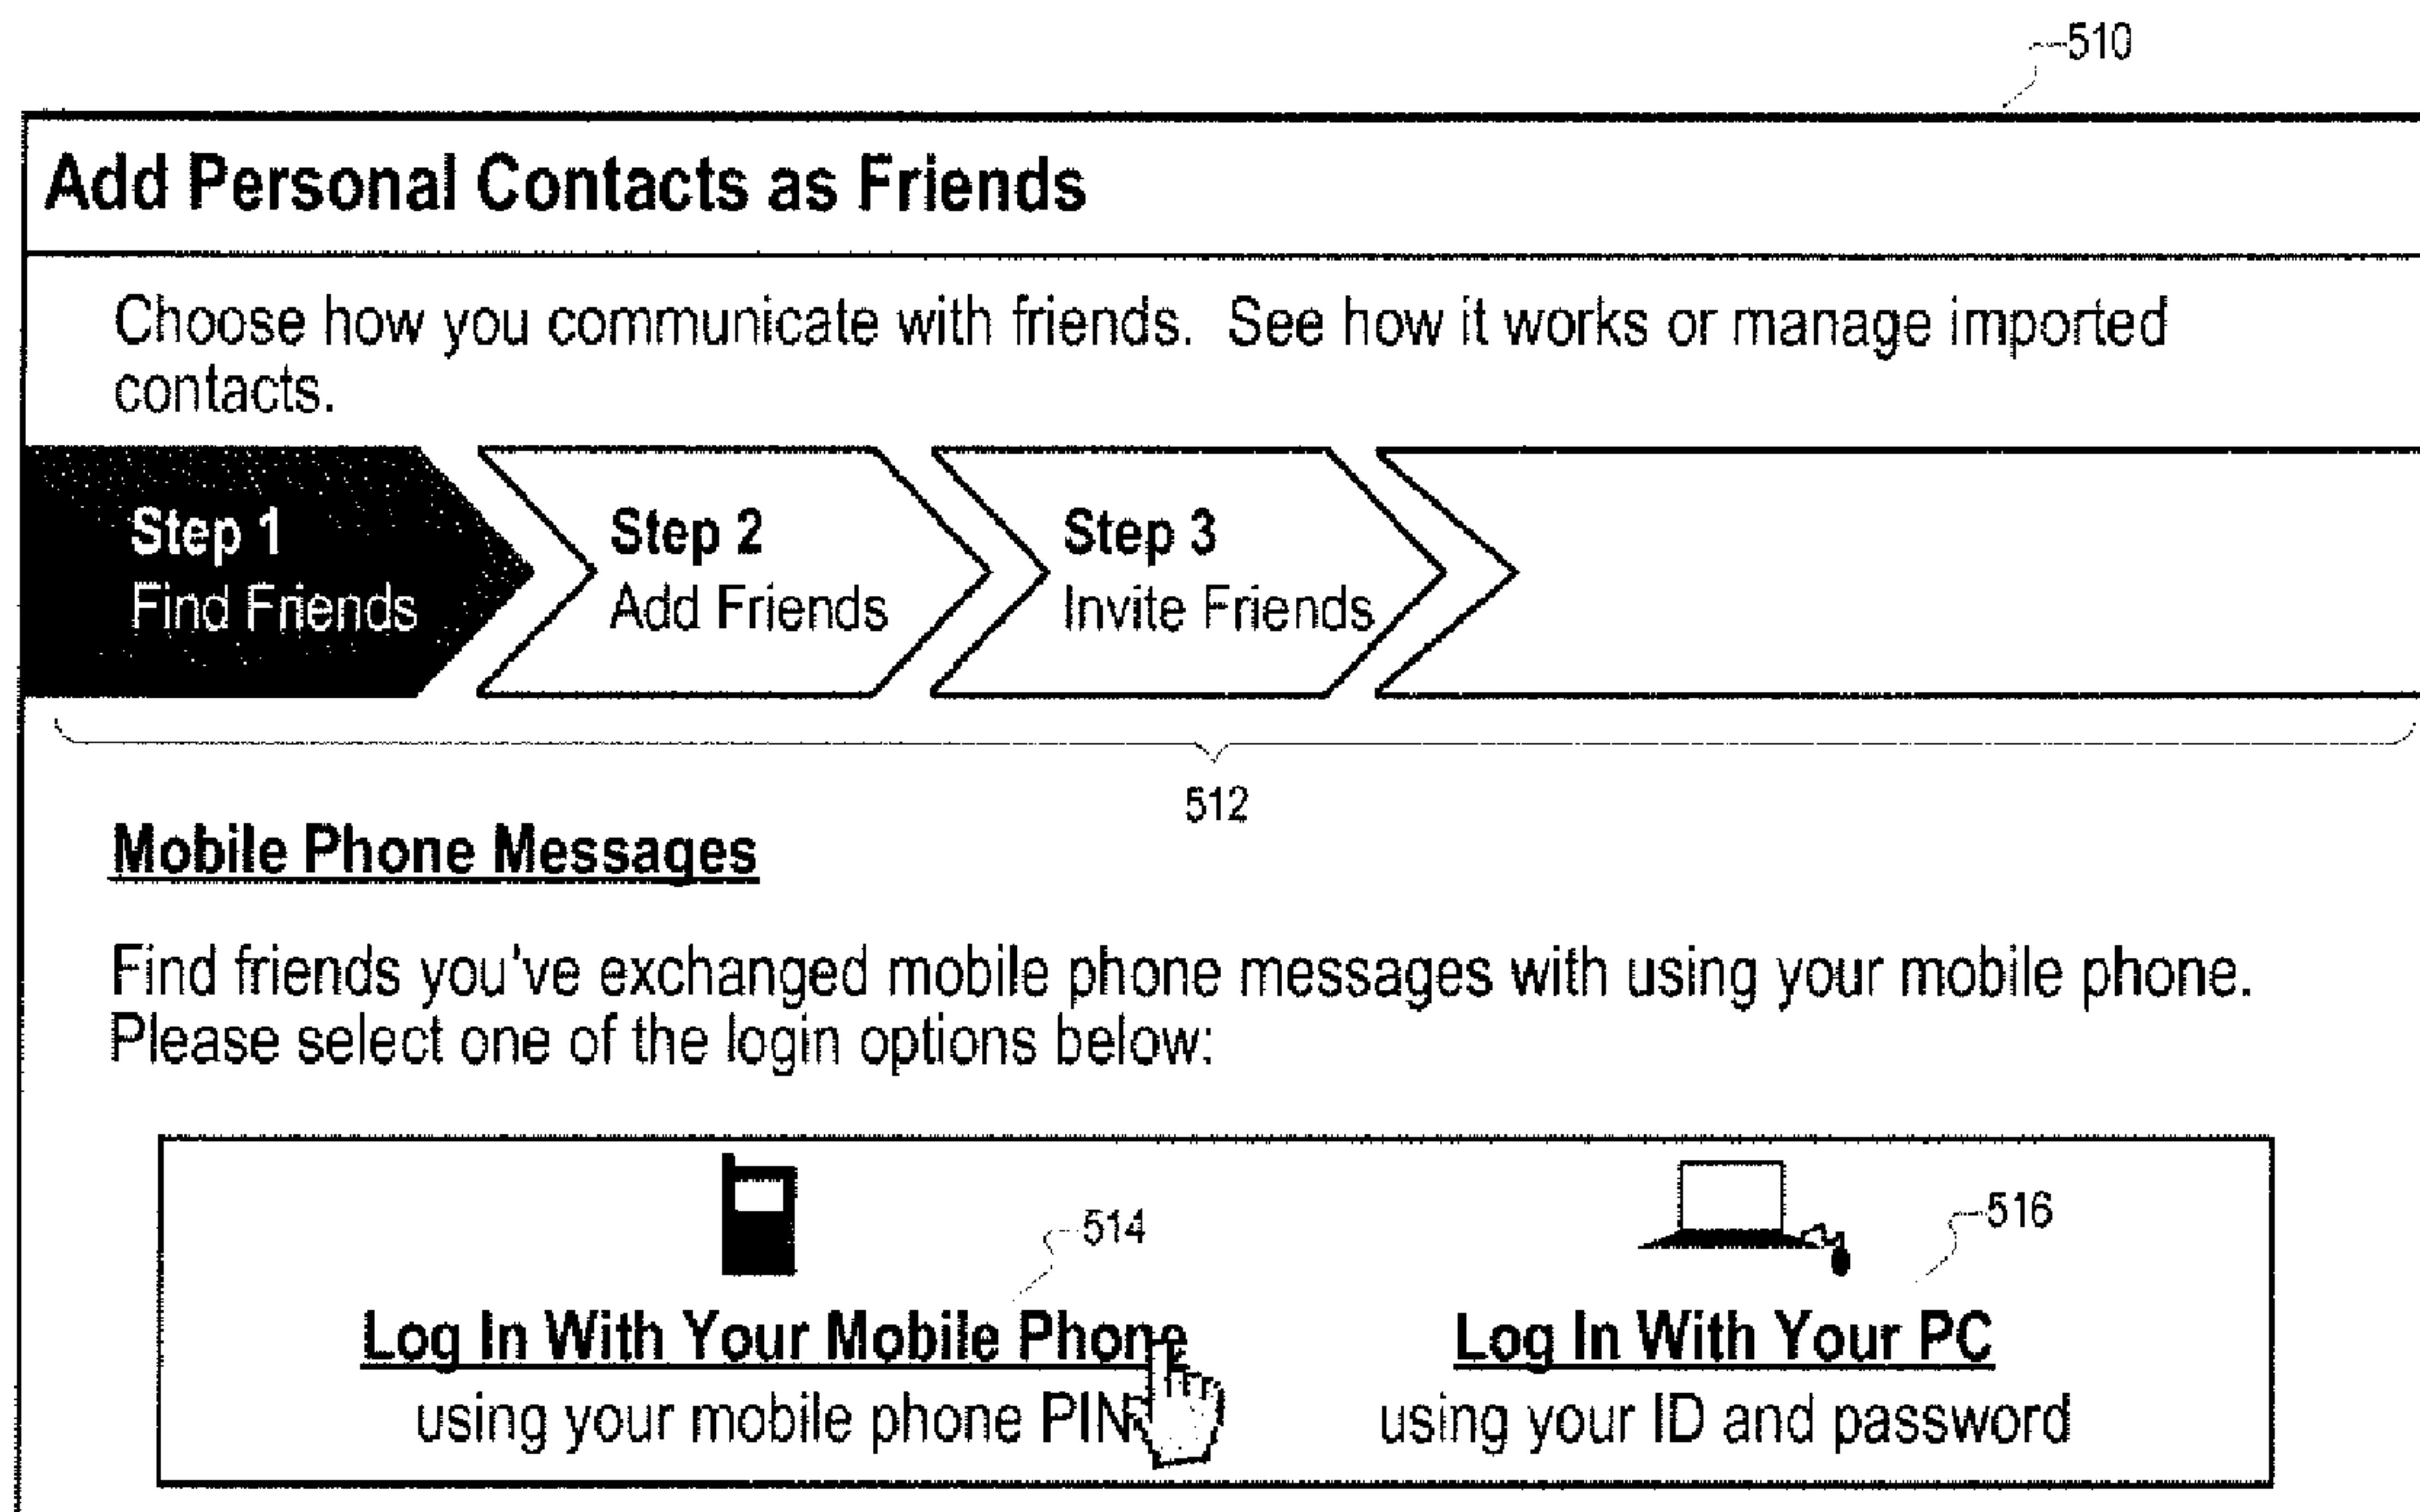 510
Add Personal Contacts as Friends
Choose how you communicate with friends. See how it works or manage imported
contacts.
Step 1
Find Friends
Step 2
Add Friends
Step 3
Invite Friends
512
Mobile Phone Messages
Find friends you've exchanged mobile phone messages with using your mobile phone.
Please select one of the login options below:
514
Log In With Your Mobile Phone
using your mobile phone PIN
516
Log In With Your PC
using your ID and password